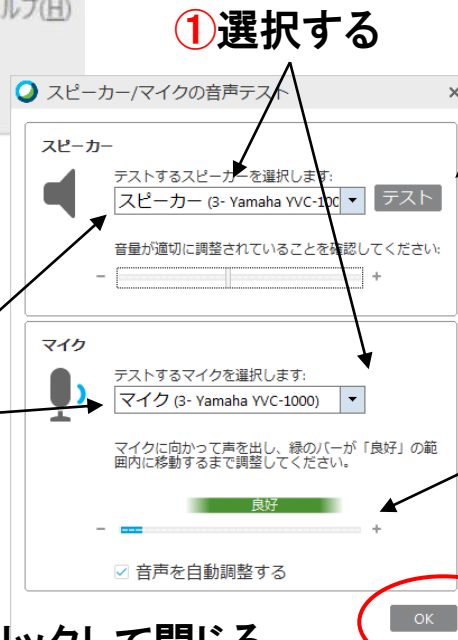 ルプ(H)
①選択する
スピーカー/マイクの音声テスト
×
スピーカー
テストするスピーカーを選択します:
スピーカー (3- Yamaha YVC-100
テスト
音量が適切に調整されていることを確認してください:
- +
マイク
テストするマイクを選択します:
マイク (3- Yamaha YVC-1000)
マイクに向かって声を出し、緑のバーが「良好」の範
囲内に移動するまで調整してください。
良好
- +
音声を自動調整する
OK
ックして閉じる